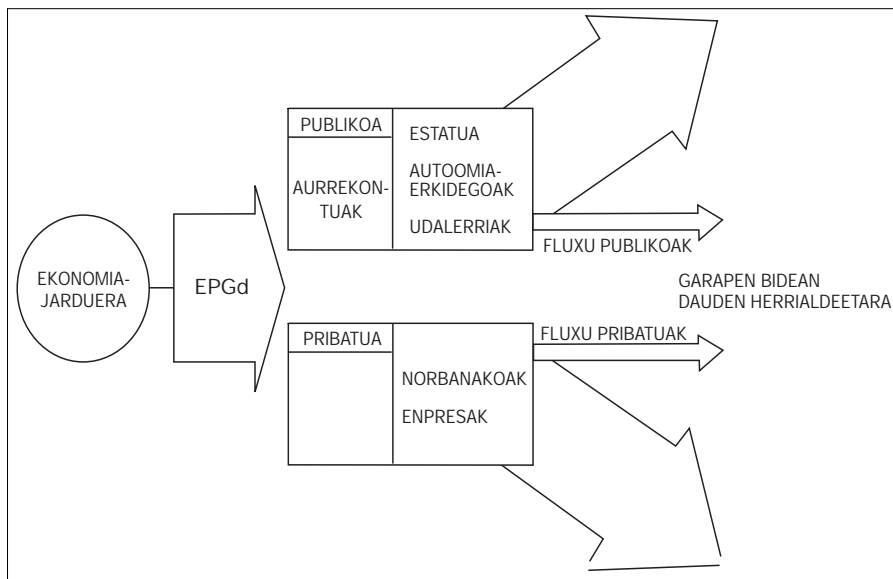 PUBLIKOA
AURREKON-
TUAK
ESTATUA
AUTOOMIA-
ERKIDEGOAK
UDALERRIAK
FLUXU PUBLIKOAK
EKONOMIA-
JARDUERA
EPGd
GARAPEN BIDEAN
DAUDEN HERRIALDEETARA
PRIBATUA
NORBANAKOAK
ENPRESAK
FLUXU PRIBATUAK